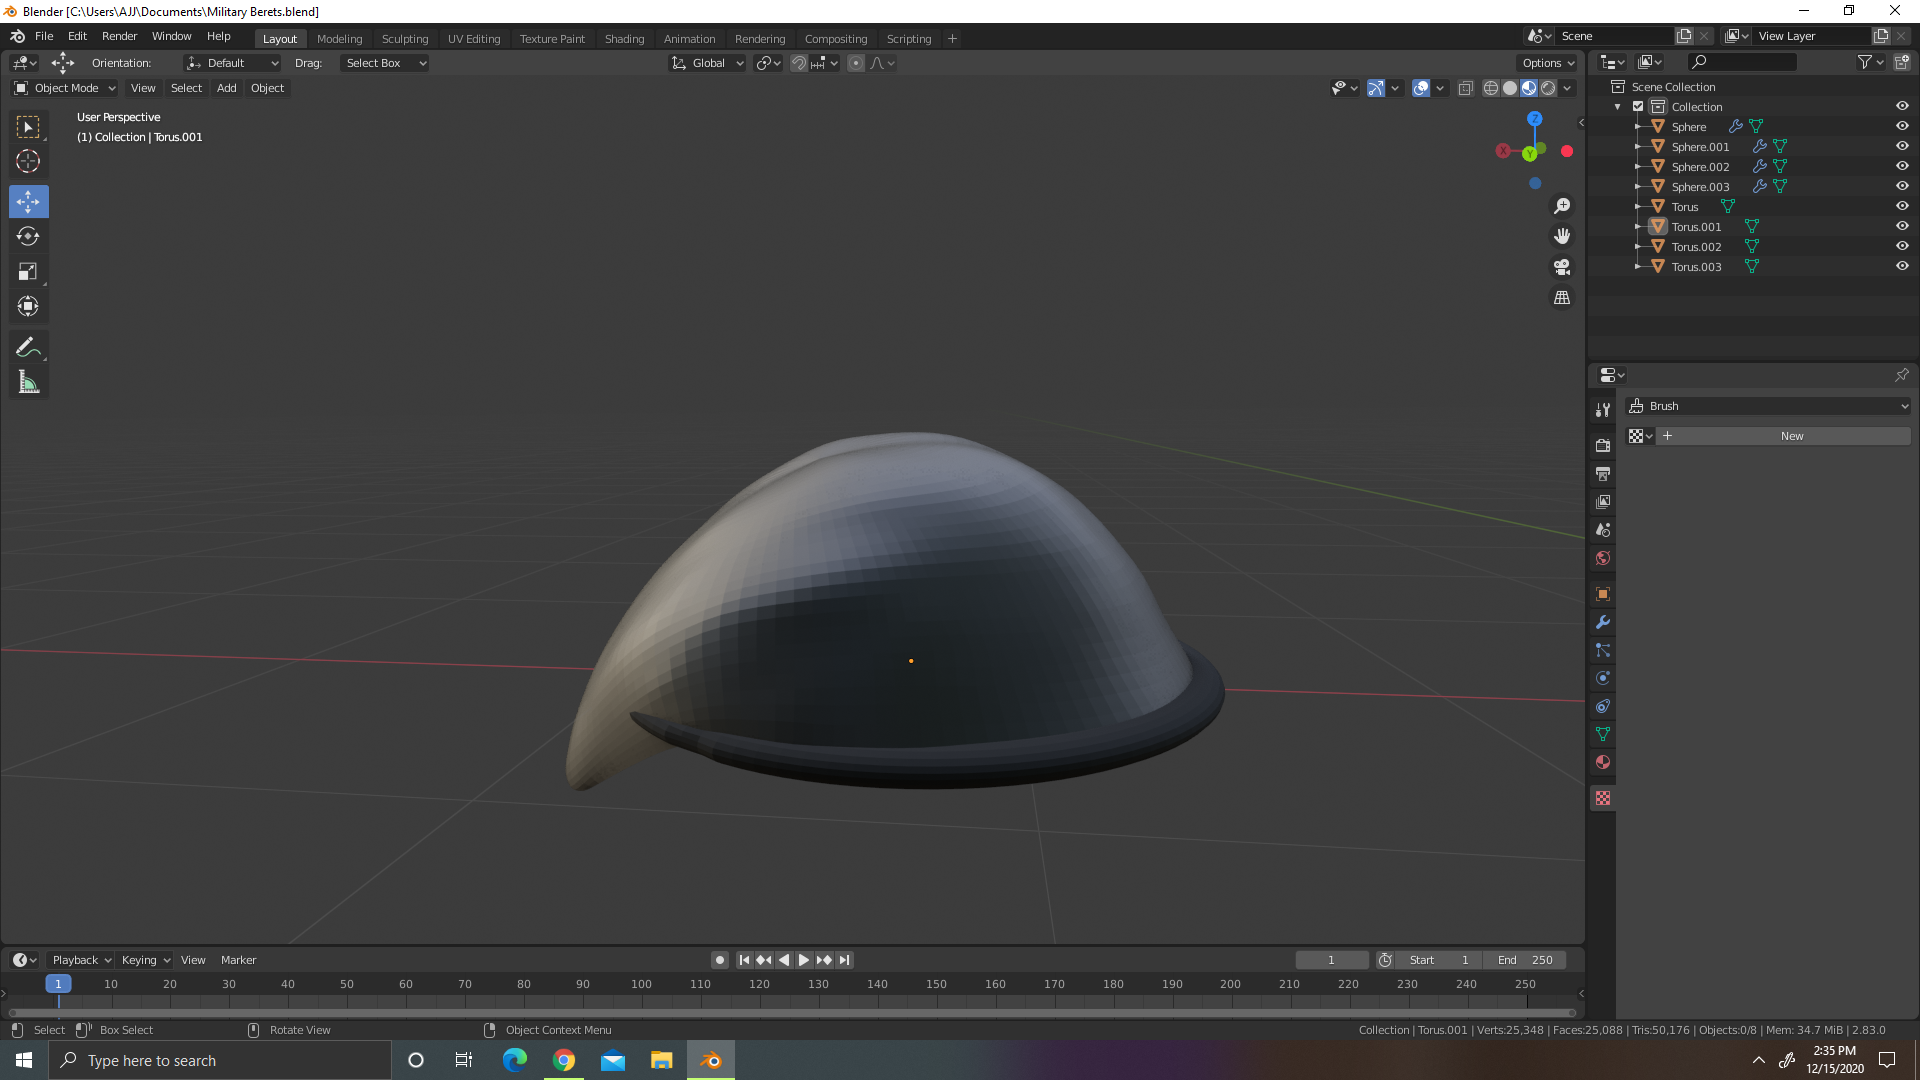 Blender [C:\Users\AJJ\Documents\Military Berets.blend]
File Edit Render Window Help Layout Modeling Sculpting UV Editing Texture Paint Shading Animation Rendering Compositing Scripting + Scene View Layer
Orientation: Default Drag: Select Box Global Options
Object Mode View Select Add Object
Scene Collection
Collection
Sphere
Sphere.001
Sphere.002
Sphere.003
Torus
Torus.001
Torus.002
Torus.003
User Perspective
(1) Collection | Torus.001
Z
X
Y
Brush
+ New
Playback Keying View Marker 1 Start 1 End 250
1 10 20 30 40 50 60 70 80 90 100 110 120 130 140 150 160 170 180 190 200 210 220 230 240 250
Select Box Select Rotate View Object Context Menu Collection | Torus.001 | Verts:25,348 | Faces:25,088 | Tris:50,176 | Objects:0/8 | Mem: 34.7 MiB | 2.83.0
Type here to search
2:35 PM
12/15/2020